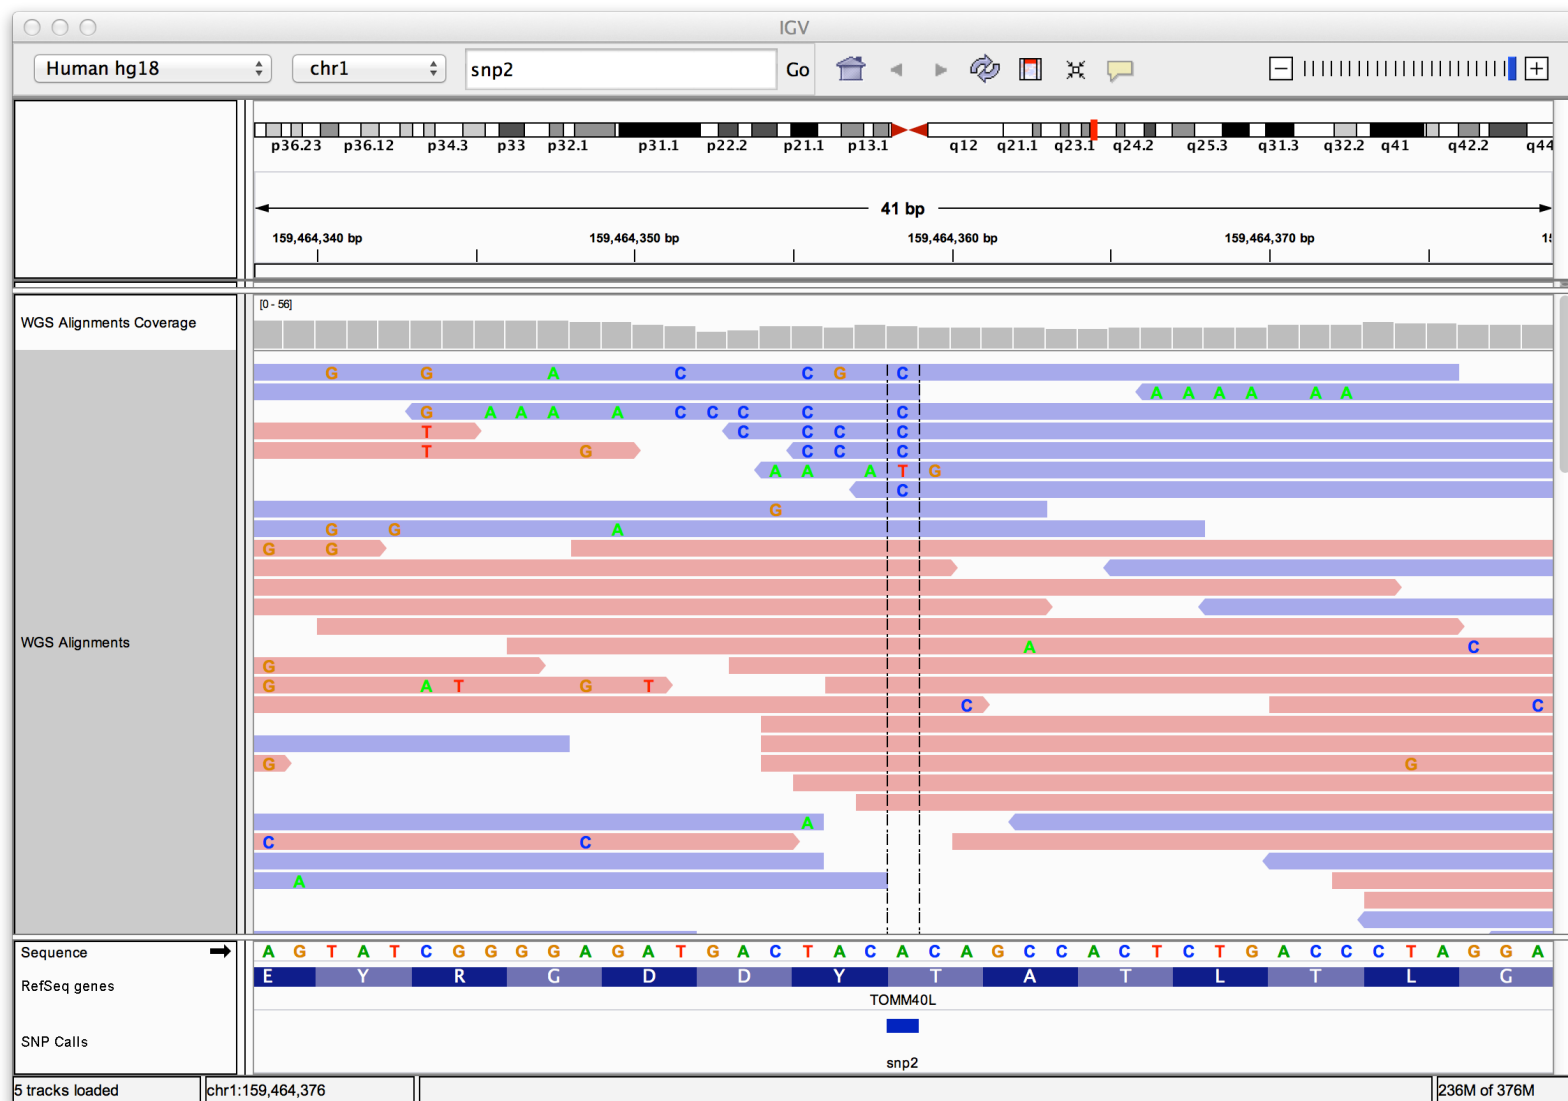 IGV
Human hg18 chr1 snp2 Go
p36.23 p36.12 p34.3 p33 p32.1 p31.1 p22.2 p21.1 p13.1 q12 q21.1 q23.1 q24.2 q25.3 q31.3 q32.2 q41 q42.2 q44
41 bp
159,464,340 bp 159,464,350 bp 159,464,360 bp 159,464,370 bp
[0 - 56]
WGS Alignments Coverage
G G A C C G C
A A A A A A
G A A A A C C C C C
T C C C C
T G C C C
A A A T G
C
G
G G A
G G
WGS Alignments
A C
G
G A T G T
C C
G G
A
C C
A
Sequence A G T A T C G G G G A G A T G A C T A C A C A G C C A C T C T G A C C C T A G G A
RefSeq genes E Y R G D D Y T A T L T L G
TOMM40L
SNP Calls
snp2
5 tracks loaded chr1:159,464,376 236M of 376M